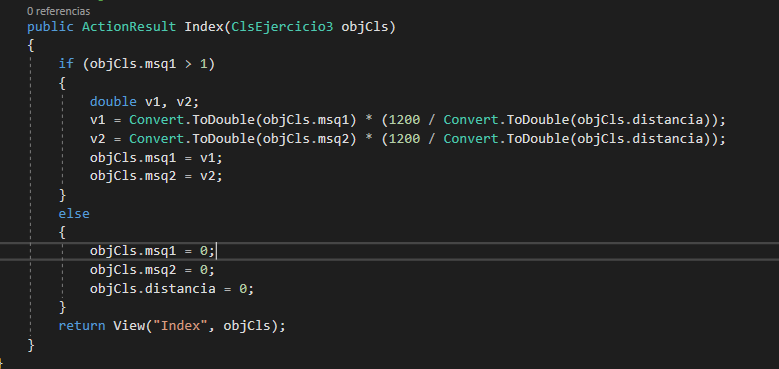 0 referencias
public ActionResult Index(ClsEjercicio3 objCls)
{
if (objCls.msq1 > 1)
{
double v1, v2;
v1 = Convert.ToDouble(objCls.msq1) * (1200 / Convert.ToDouble(objCls.distancia));
v2 = Convert.ToDouble(objCls.msq2) * (1200 / Convert.ToDouble(objCls.distancia));
objCls.msq1 = v1;
objCls.msq2 = v2;
}
else
{
objCls.msq1 = 0;
objCls.msq2 = 0;
objCls.distancia = 0;
}
return View("Index", objCls);
}
}